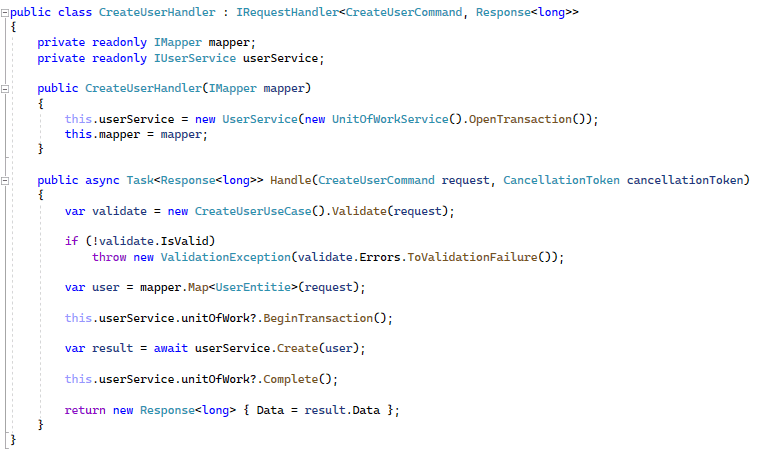 public class CreateUserHandler : IRequestHandler<CreateUserCommand, Response<long>>
{
    private readonly IMapper mapper;
    private readonly IUserService userService;

    public CreateUserHandler(IMapper mapper)
    {
        this.userService = new UserService(new UnitOfWorkService().OpenTransaction());
        this.mapper = mapper;
    }

    public async Task<Response<long>> Handle(CreateUserCommand request, CancellationToken cancellationToken)
    {
        var validate = new CreateUserUseCase().Validate(request);

        if (!validate.IsValid)
            throw new ValidationException(validate.Errors.ToValidationFailure());

        var user = mapper.Map<UserEntitie>(request);

        this.userService.unitOfWork?.BeginTransaction();

        var result = await userService.Create(user);

        this.userService.unitOfWork?.Complete();

        return new Response<long> { Data = result.Data };
    }
}